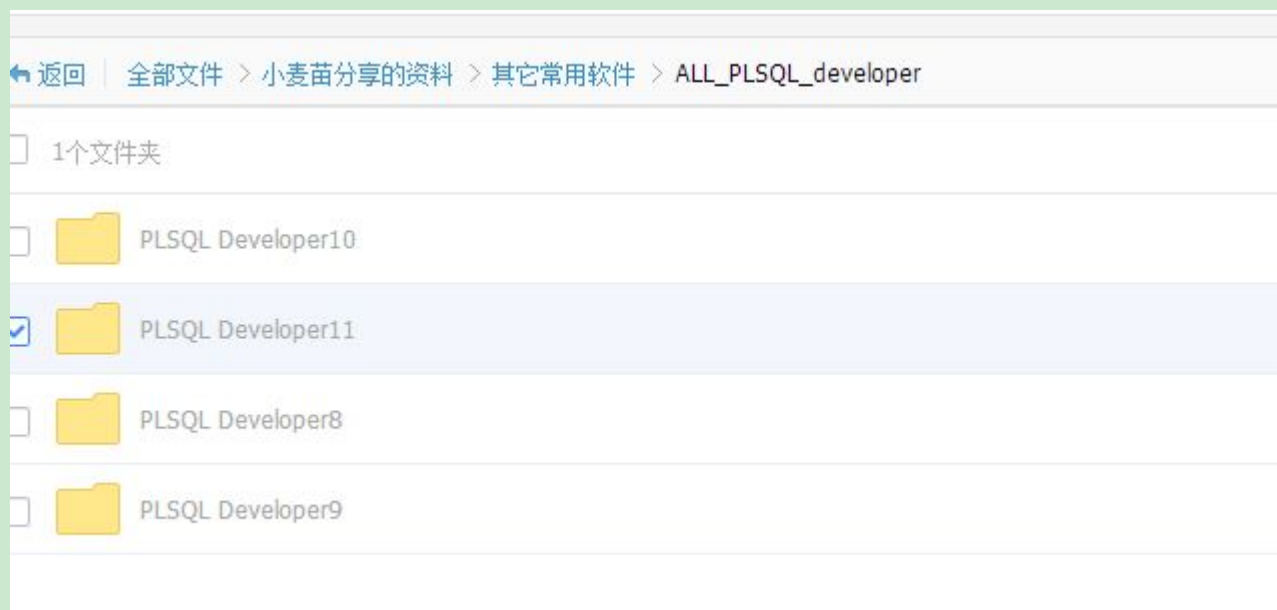 返回 全部文件 > 小麦苗分享的资料 > 其它常用软件 > ALL_PLSQL_developer
1个文件夹
PLSQL Developer10
PLSQL Developer11
PLSQL Developer8
PLSQL Developer9